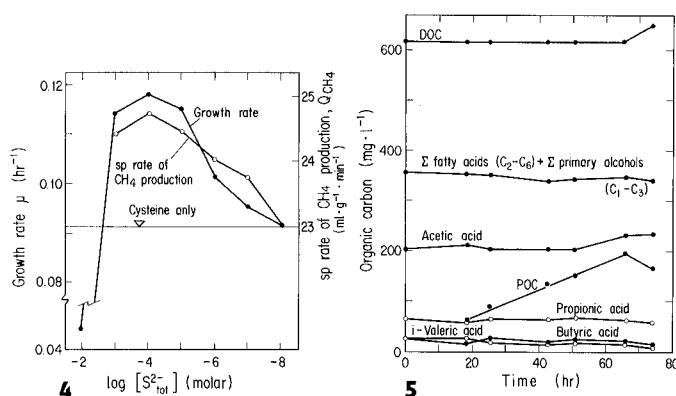 0.12
0.10
0.08
0.04
Growth rate μ (hr⁻¹)
25
24
23
sp rate of CH₄ production, Q_CH₄
(ml·g⁻¹·min⁻¹)
Growth rate
sp rate of
CH₄ production
Cysteine only
-2 -4 -6 -8
log [S²⁻tot] (molar)
4
600
400
200
0
Organic carbon (mg·l⁻¹)
DOC
Σ fatty acids (C₂-C₆) + Σ primary alcohols
(C₁-C₃)
Acetic acid
POC
Propionic acid
i-Valeric acid
Butyric acid
0 20 40 60 80
Time (hr)
5